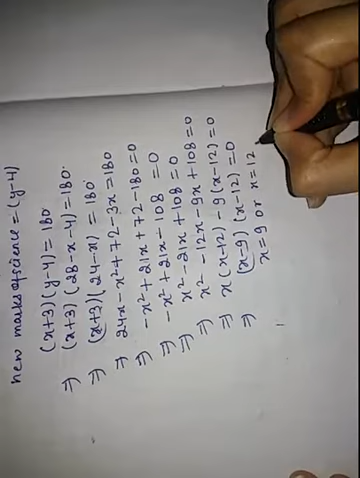 new marks of science = (y-4)
(x+3)(y-4) = 180
⇒ (x+3)(28-x-4) = 180.
⇒ (x+3)(24-x) = 180.
⇒ 24x - x² + 72 - 3x = 180
⇒ -x² + 21x + 72 - 180 = 0
⇒ -x² + 21x - 108 = 0
⇒ x² - 21x + 108 = 0
⇒ x² - 12x - 9x + 108 = 0
⇒ x(x-12) - 9(x-12) = 0
⇒ (x-9)(x-12) = 0
x = 9 or x = 12